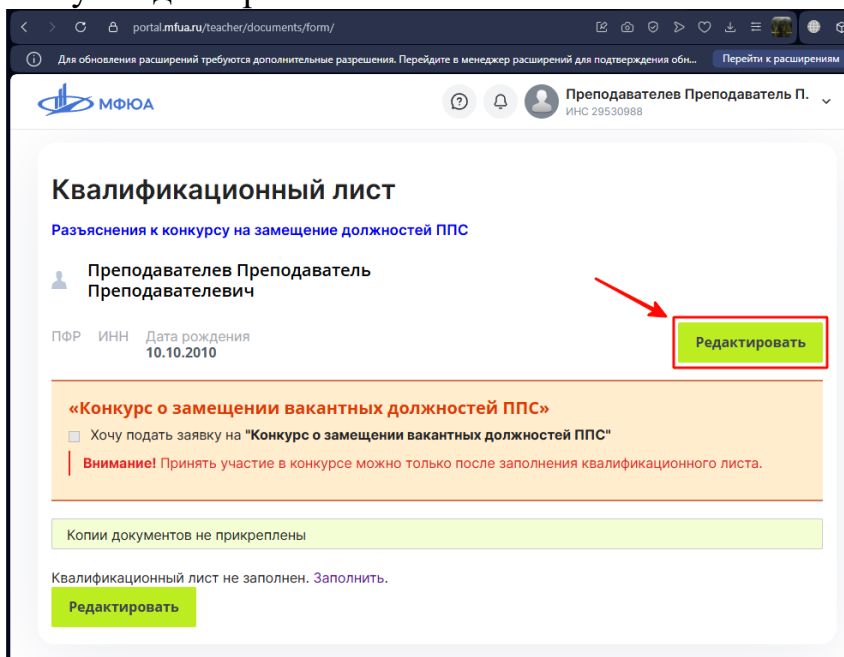 portal.mfua.ru/teacher/documents/form/
Для обновления расширений требуются дополнительные разрешения. Перейдите в менеджер расширений для подтверждения обн... Перейти к расширениям
МФЮА
Преподавателев Преподаватель П.
ИНС 29530988
Квалификационный лист
Разъяснения к конкурсу на замещение должностей ППС
Преподавателев Преподаватель
Преподавателевич
ПФР ИНН Дата рождения
10.10.2010
Редактировать
«Конкурс о замещении вакантных должностей ППС»
Хочу подать заявку на "Конкурс о замещении вакантных должностей ППС"
Внимание! Принять участие в конкурсе можно только после заполнения квалификационного листа.
Копии документов не прикреплены
Квалификационный лист не заполнен. Заполнить.
Редактировать